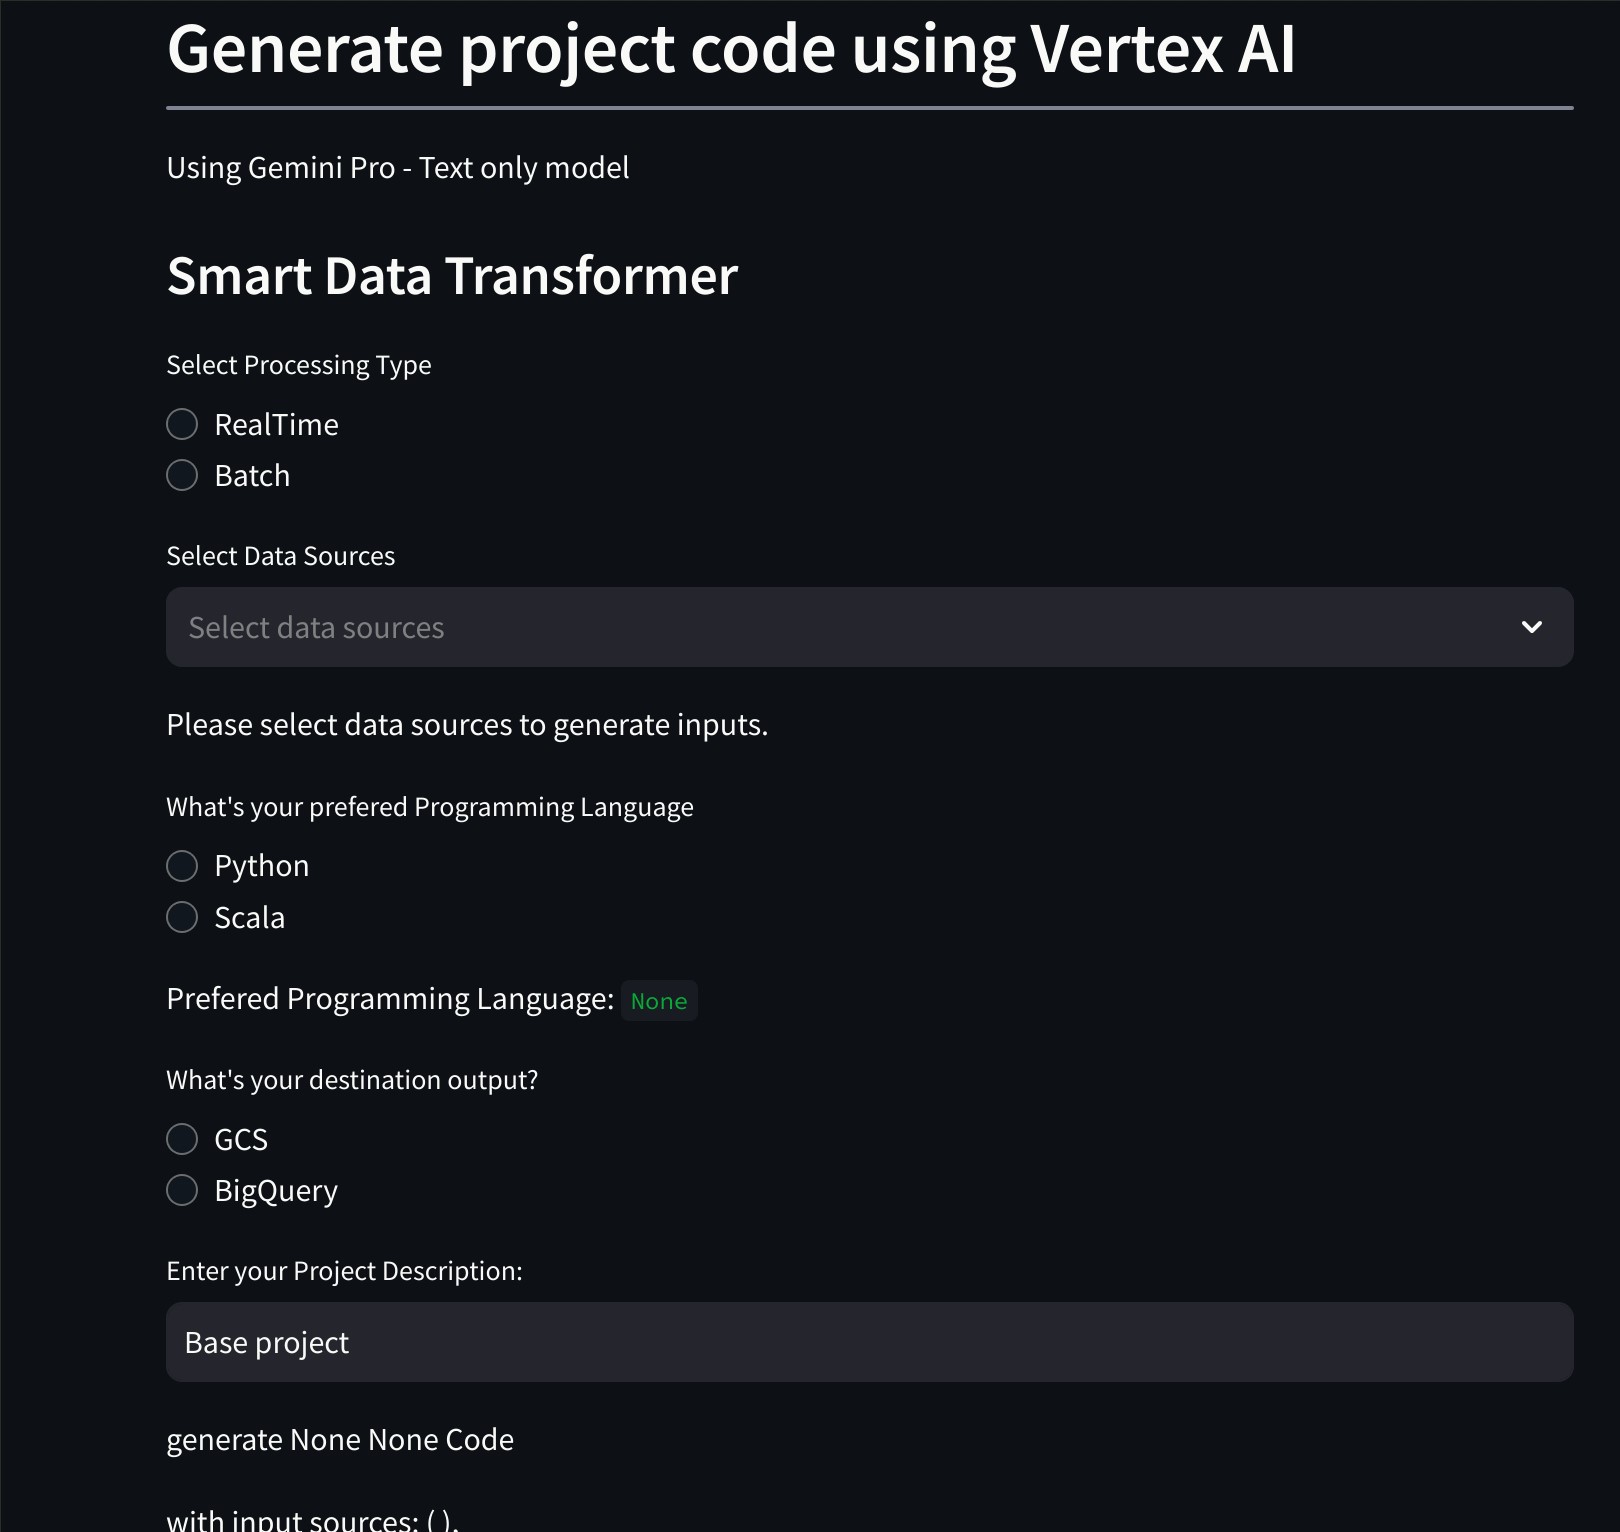 Generate project code using Vertex AI
Using Gemini Pro - Text only model
Smart Data Transformer
Select Processing Type
RealTime
Batch
Select Data Sources
Select data sources
Please select data sources to generate inputs.
What's your prefered Programming Language
Python
Scala
Prefered Programming Language: None
What's your destination output?
GCS
BigQuery
Enter your Project Description:
Base project
generate None None Code
with input sources: ( ).